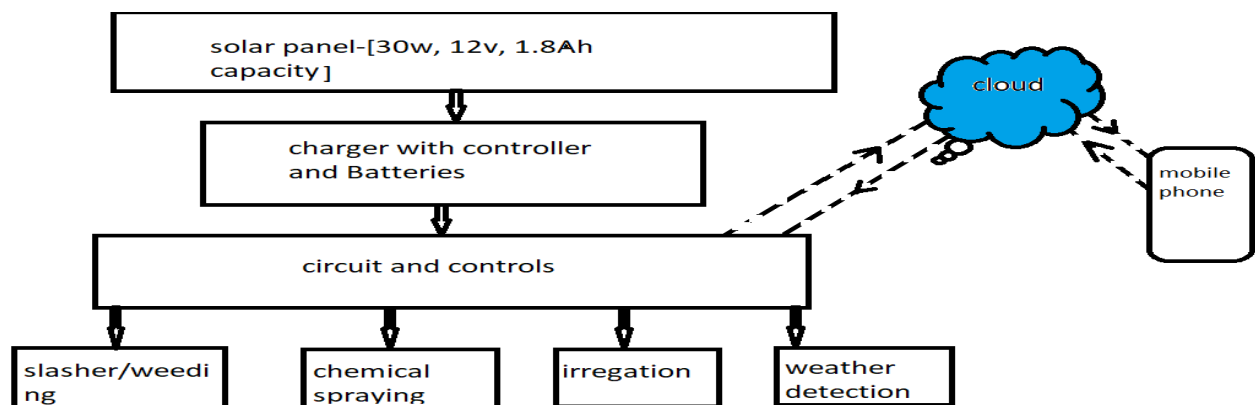 solar panel-[30w, 12v, 1.8Ah
capacity]
cloud
charger with controller
and Batteries
mobile
phone
circuit and controls
slasher/weedi
ng
chemical
spraying
irregation
weather
detection